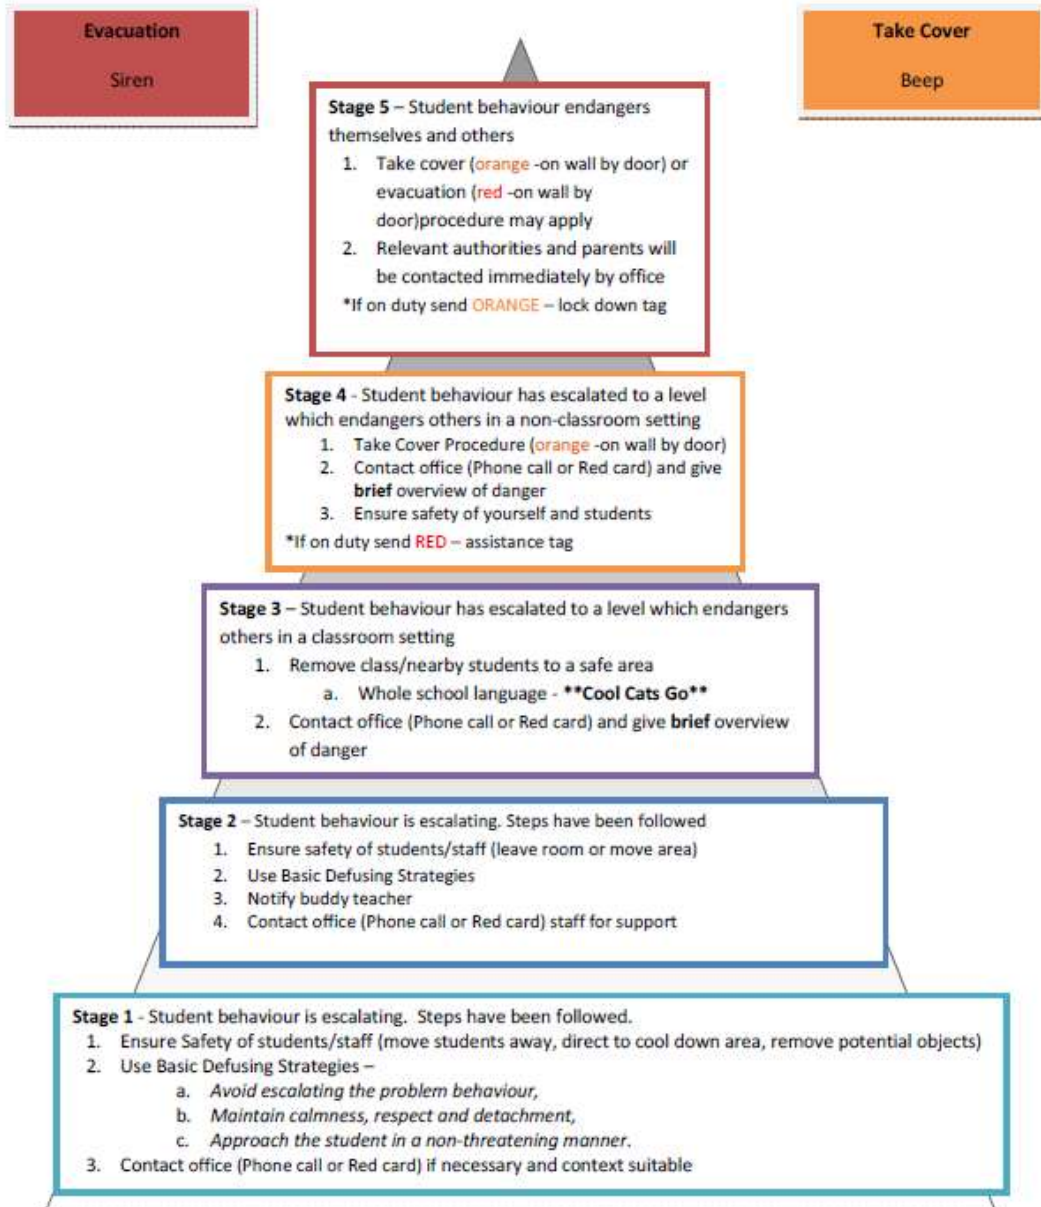 Evacuation
Siren
Take Cover
Beep
Stage 5 – Student behaviour endangers
themselves and others
1. Take cover (orange -on wall by door) or
evacuation (red -on wall by
door)procedure may apply
2. Relevant authorities and parents will
be contacted immediately by office
*If on duty send ORANGE – lock down tag
Stage 4 - Student behaviour has escalated to a level
which endangers others in a non-classroom setting
1. Take Cover Procedure (orange -on wall by door)
2. Contact office (Phone call or Red card) and give
brief overview of danger
3. Ensure safety of yourself and students
*If on duty send RED – assistance tag
Stage 3 – Student behaviour has escalated to a level which endangers
others in a classroom setting
1. Remove class/nearby students to a safe area
a. Whole school language - **Cool Cats Go**
2. Contact office (Phone call or Red card) and give brief overview
of danger
Stage 2 – Student behaviour is escalating. Steps have been followed
1. Ensure safety of students/staff (leave room or move area)
2. Use Basic Defusing Strategies
3. Notify buddy teacher
4. Contact office (Phone call or Red card) staff for support
Stage 1 - Student behaviour is escalating. Steps have been followed.
1. Ensure Safety of students/staff (move students away, direct to cool down area, remove potential objects)
2. Use Basic Defusing Strategies –
a. Avoid escalating the problem behaviour,
b. Maintain calmness, respect and detachment,
c. Approach the student in a non-threatening manner.
3. Contact office (Phone call or Red card) if necessary and context suitable